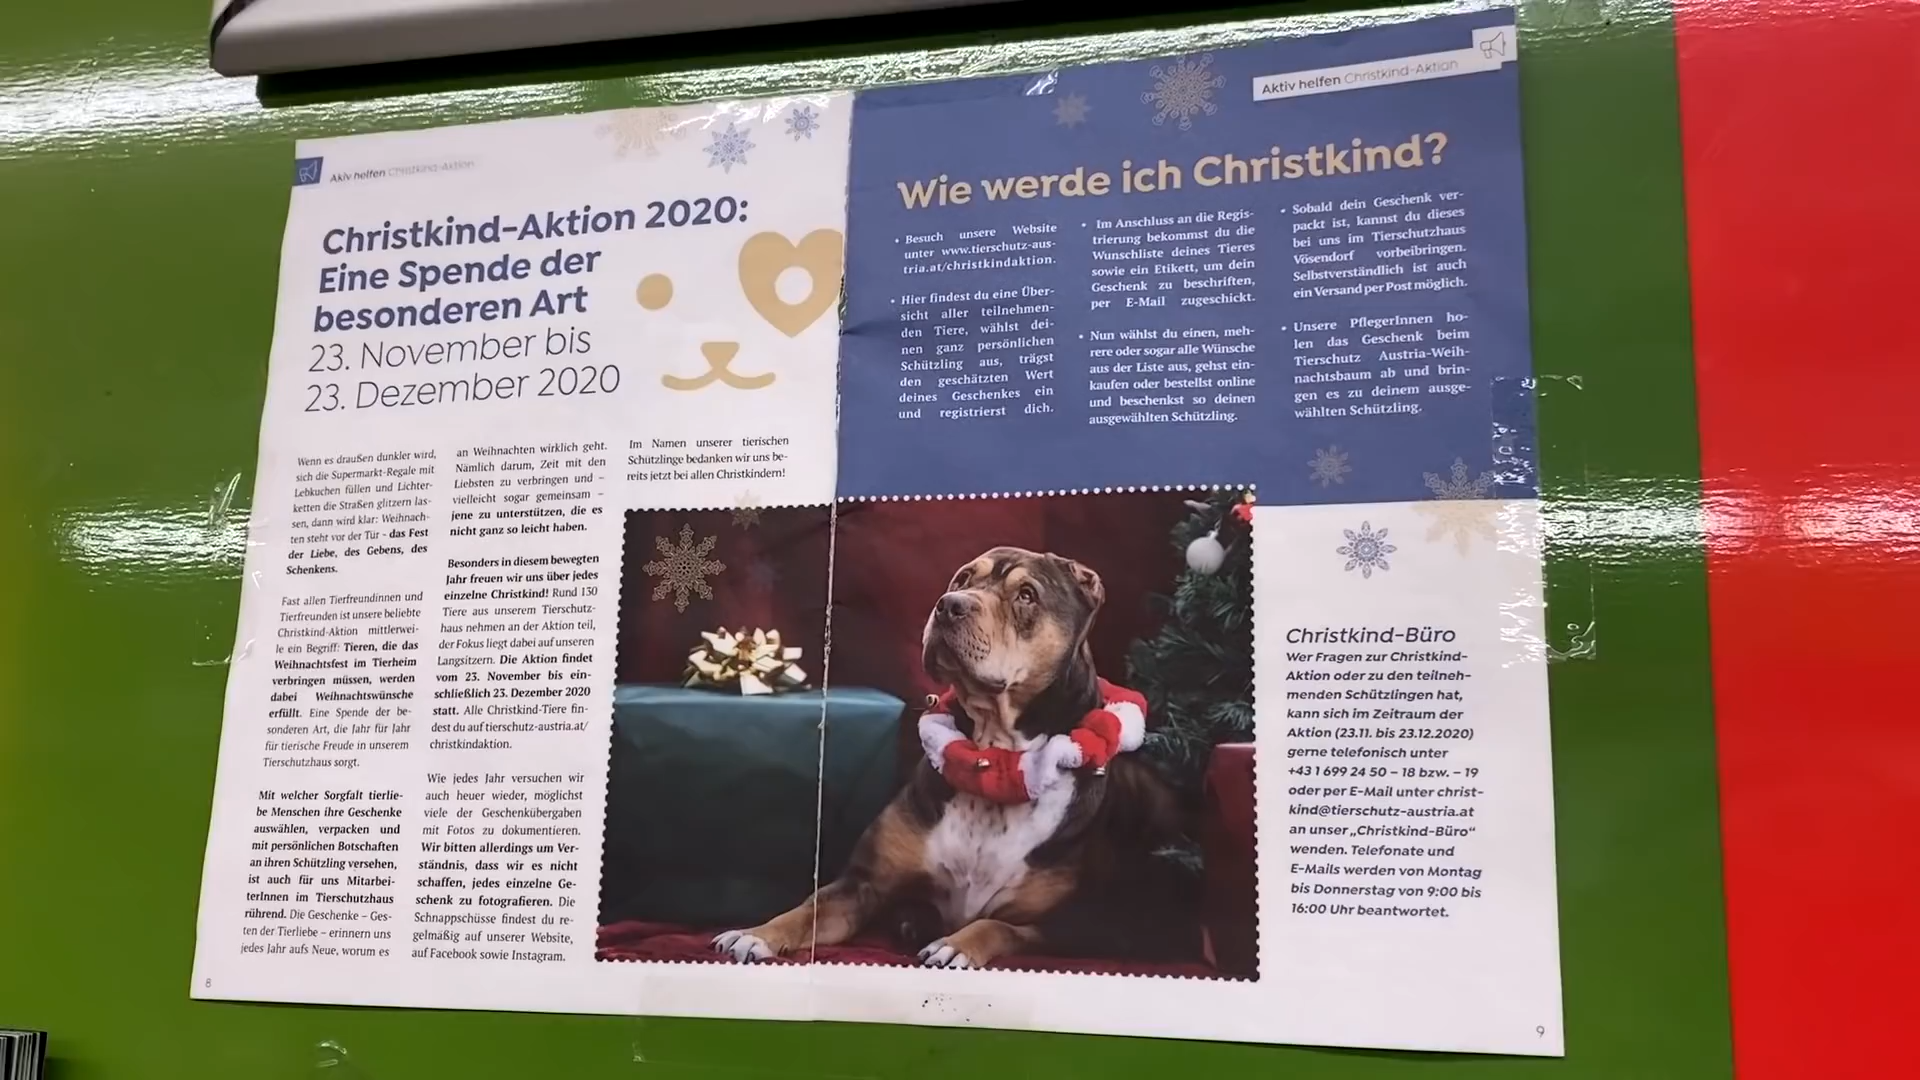 Akiv helfen Christkind-Aktion
Christkind-Aktion 2020:
Eine Spende der
besonderen Art
23. November bis
23. Dezember 2020
Wenn es draußen dunkler wird,
sich die Supermarkt-Regale mit
Lebkuchen füllen und Lichter-
ketten die Straßen glitzern las-
sen, dann wird klar: Weihnach-
ten steht vor der Tür - das Fest
der Liebe, des Gebens, des
Schenkens.
Fast allen Tierfreundinnen und
Tierfreunden ist unsere beliebte
Christkind-Aktion mittlerwei-
le ein Begriff: Tieren, die das
Weihnachtsfest im Tierheim
verbringen müssen, werden
dabei Weihnachtswünsche
erfüllt. Eine Spende der be-
sonderen Art, die Jahr für Jahr
für tierische Freude in unserem
Tierschutzhaus sorgt.
Mit welcher Sorgfalt tierlie-
be Menschen ihre Geschenke
auswählen, verpacken und
mit persönlichen Botschaften
an ihren Schützling versehen,
ist auch für uns Mitarbei-
terInnen im Tierschutzhaus
rührend. Die Geschenke – Ges-
ten der Tierliebe – erinnern uns
jedes Jahr aufs Neue, worum es
an Weihnachten wirklich geht.
Nämlich darum, Zeit mit den
Liebsten zu verbringen und –
vielleicht sogar gemeinsam –
jene zu unterstützen, die es
nicht ganz so leicht haben.
Besonders in diesem bewegten
Jahr freuen wir uns über jedes
einzelne Christkind! Rund 130
Tiere aus unserem Tierschutz-
haus nehmen an der Aktion teil,
der Fokus liegt dabei auf unseren
Langsitzern. Die Aktion findet
vom 23. November bis ein-
schließlich 23. Dezember 2020
statt. Alle Christkind-Tiere fin-
dest du auf tierschutz-austria.at/
christkindaktion.
Wie jedes Jahr versuchen wir
auch heuer wieder, möglichst
viele der Geschenkübergaben
mit Fotos zu dokumentieren.
Wir bitten allerdings um Ver-
ständnis, dass wir es nicht
schaffen, jedes einzelne Ge-
schenk zu fotografieren. Die
Schnappschüsse findest du re-
gelmäßig auf unserer Website,
auf Facebook sowie Instagram.
Im Namen unserer tierischen
Schützlinge bedanken wir uns be-
reits jetzt bei allen Christkindern!
8
Aktiv helfen Christkind-Aktion
Wie werde ich Christkind?
• Besuch unsere Website
unter www.tierschutz-aus-
tria.at/christkindaktion.
• Hier findest du eine Über-
sicht aller teilnehmen-
den Tiere, wählst dei-
nen ganz persönlichen
Schützling aus, trägst
den geschätzten Wert
deines Geschenkes ein
und registrierst dich.
• Im Anschluss an die Regis-
trierung bekommst du die
Wunschliste deines Tieres
sowie ein Etikett, um dein
Geschenk zu beschriften,
per E-Mail zugeschickt.
• Nun wählst du einen, meh-
rere oder sogar alle Wünsche
aus der Liste aus, gehst ein-
kaufen oder bestellst online
und beschenkst so deinen
ausgewählten Schützling.
• Sobald dein Geschenk ver-
packt ist, kannst du dieses
bei uns im Tierschutzhaus
Vösendorf vorbeibringen.
Selbstverständlich ist auch
ein Versand per Post möglich.
• Unsere PflegerInnen ho-
len das Geschenk beim
Tierschutz Austria-Weih-
nachtsbaum ab und brin-
gen es zu deinem ausge-
wählten Schützling.
Christkind-Büro
Wer Fragen zur Christkind-
Aktion oder zu den teilneh-
menden Schützlingen hat,
kann sich im Zeitraum der
Aktion (23.11. bis 23.12.2020)
gerne telefonisch unter
+43 1 699 24 50 – 18 bzw. – 19
oder per E-Mail unter christ-
kind@tierschutz-austria.at
an unser „Christkind-Büro“
wenden. Telefonate und
E-Mails werden von Montag
bis Donnerstag von 9:00 bis
16:00 Uhr beantwortet.
9